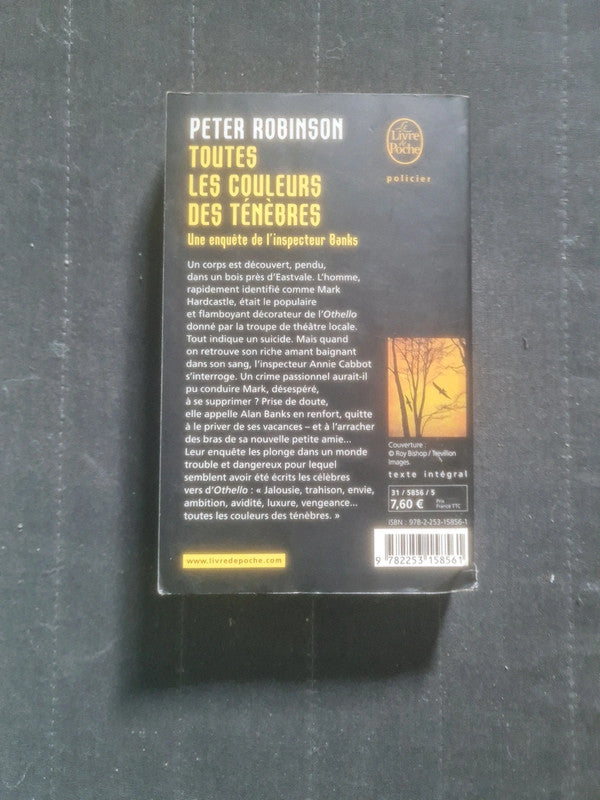 PETER ROBINSON
TOUTES
LES COULEURS
DES TÉNÈBRES
Une enquête de l'inspecteur Banks
Le
Livre
de
Poche
policier
Un corps est découvert, pendu,
dans un bois près d'Eastvale. L'homme,
rapidement identifié comme Mark
Hardcastle, était le populaire
et flamboyant décorateur de l'Othello
donné par la troupe de théâtre locale.
Tout indique un suicide. Mais quand
on retrouve son riche amant baignant
dans son sang, l'inspecteur Annie Cabbot
s'interroge. Un crime passionnel aurait-il
pu conduire Mark, désespéré,
à se supprimer ? Prise de doute,
elle appelle Alan Banks en renfort, quitte
à le priver de ses vacances – et à l'arracher
des bras de sa nouvelle petite amie...
Leur enquête les plonge dans un monde
trouble et dangereux pour lequel
semblent avoir été écrits les célèbres
vers d'Othello : « Jalousie, trahison, envie,
ambition, avidité, luxure, vengeance...
toutes les couleurs des ténèbres. »
www.livredepoche.com
Couverture :
© Roy Bishop / Trevillion
Images.
texte intégral
31 / 5856 / 5
7,60 € Prix
France TTC
ISBN : 978-2-253-15856-1
9 782253 158561